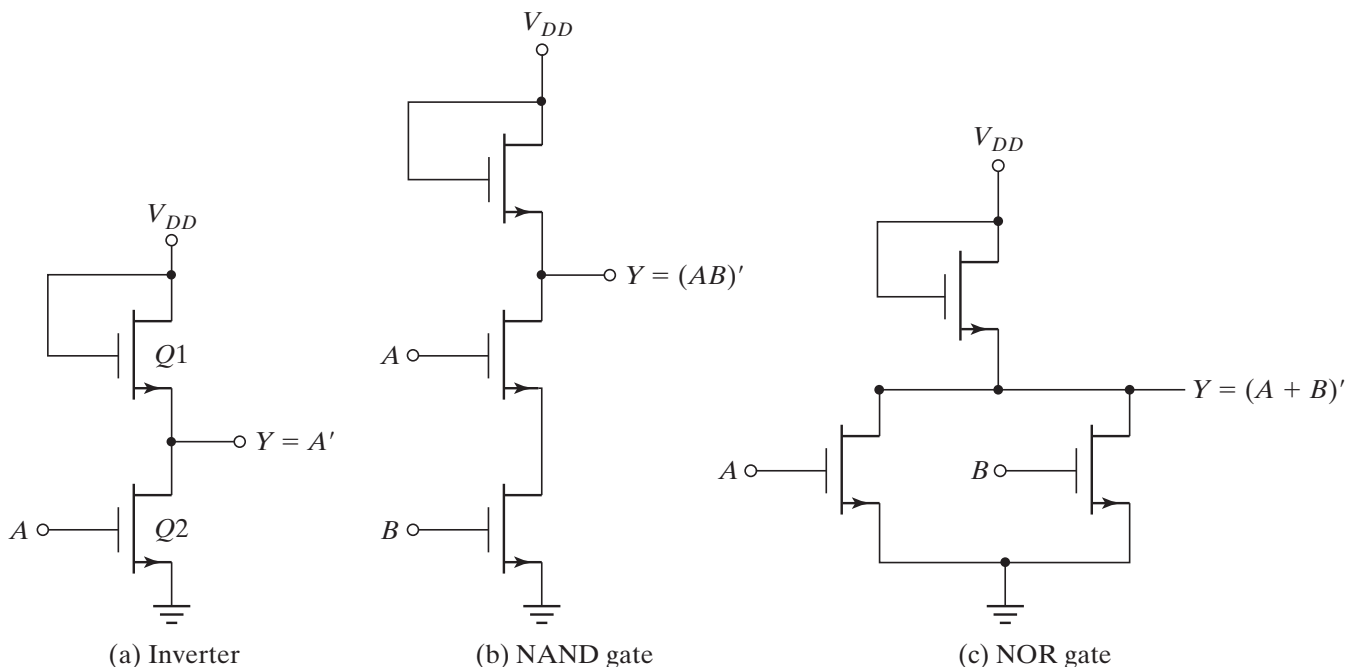 V_DD
Q1
Y = A′
A
Q2
(a) Inverter
V_DD
Y = (AB)′
A
B
(b) NAND gate
V_DD
Y = (A + B)′
A
B
(c) NOR gate